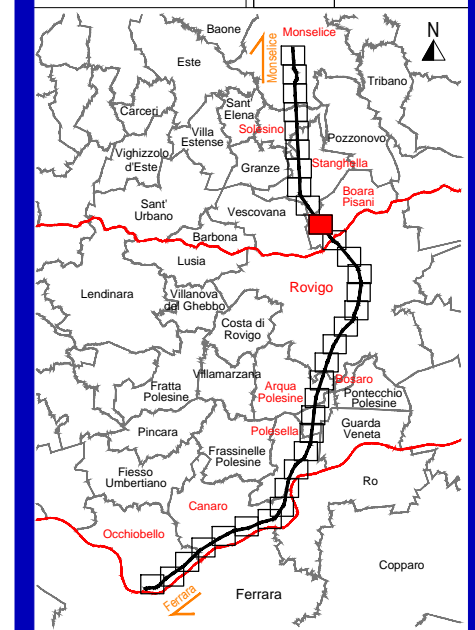 Baone
Monselice
N
Monselice
Este
Tribano
Carceri
Sant'
Elena
Solesino
Villa
Estense
Pozzonovo
Vighizzolo
d'Este
Granze
Stanghella
Boara
Pisani
Sant'
Urbano
Vescovana
Barbona
Lusia
Rovigo
Lendinara
Villanova
del Ghebbo
Costa di
Rovigo
Villamarzana
Fratta
Polesine
Arqua
Polesine
Bosaro
Pontecchio
Polesine
Pincara
Polesella
Guarda
Veneta
Frassinelle
Polesine
Fiesso
Umbertiano
Ro
Canaro
Occhiobello
Copparo
Ferrara
Ferrara